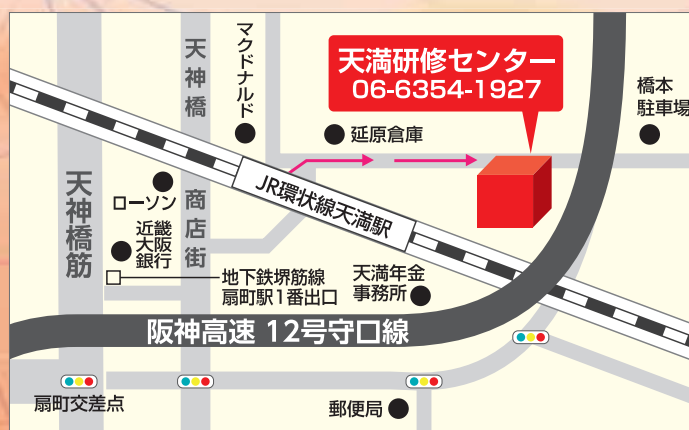 天神橋
マクドナルド
天満研修センター
06-6354-1927
橋本
駐車場
延原倉庫
JR環状線天満駅
天神橋筋
ローソン
商店街
近畿
大阪
銀行
地下鉄堺筋線
扇町駅1番出口
天満年金
事務所
阪神高速 12号守口線
扇町交差点
郵便局